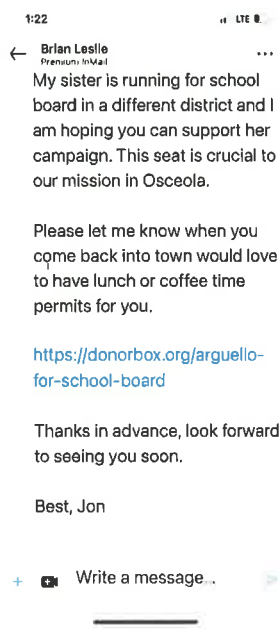 1:22
LTE
Brian Leslie
Premium InMail
My sister is running for school
board in a different district and I
am hoping you can support her
campaign. This seat is crucial to
our mission in Osceola.
Please let me know when you
come back into town would love
to have lunch or coffee time
permits for you.
https://donorbox.org/arguello-
for-school-board
Thanks in advance, look forward
to seeing you soon.
Best, Jon
Write a message...